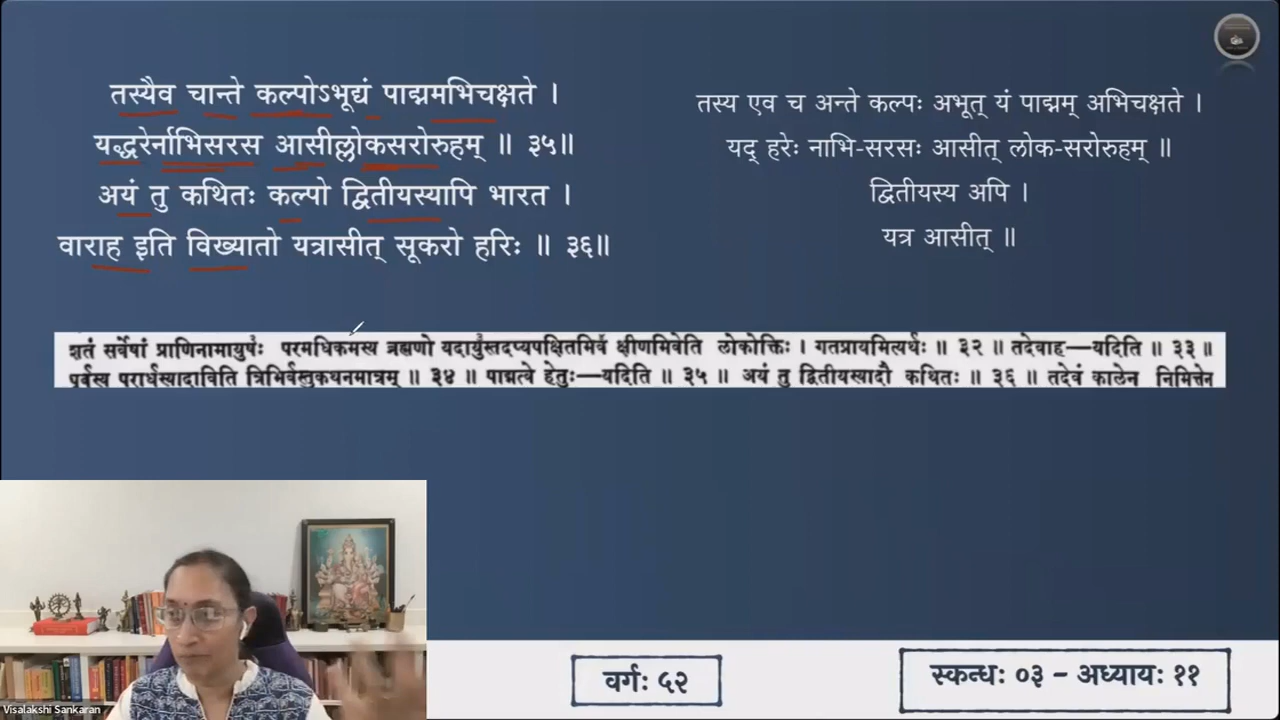 तस्यैव चान्ते कल्पोऽभूद्यं पाद्ममभिचक्षते ।
यद्धरेर्नाभिसरस आसील्लोकसरोरुहम् ॥ ३५॥
अयं तु कथितः कल्पो द्वितीयस्यापि भारत ।
वाराह इति विख्यातो यत्रासीत् सूकरो हरिः ॥ ३६॥
तस्य एव च अन्ते कल्पः अभूत् यं पाद्मम् अभिचक्षते ।
यद् हरेः नाभि-सरसः आसीत् लोक-सरोरुहम् ॥
द्वितीयस्य अपि ।
यत्र आसीत् ॥
शतं सर्वेषां प्राणिनामायुषः परमधिकमस्य ब्रह्मणो यदायुस्तदप्यपक्षितमिव क्षीणमिवेति लोकोक्तिः । गतप्रायमित्यर्थः ॥ ३२ ॥ तदेवाह—यदिति ॥ ३३ ॥
पूर्वस्य परार्धस्यादाविति त्रिभिर्वस्तुकथनमात्रम् ॥ ३४ ॥ पाद्मत्वे हेतुः—यदिति ॥ ३५ ॥ अयं तु द्वितीयस्यादौ कथितः ॥ ३६ ॥ तदेवं कालेन निमित्तेन
Visalakshi Sankaran
वर्गः ५२
स्कन्धः ०३ – अध्यायः ११